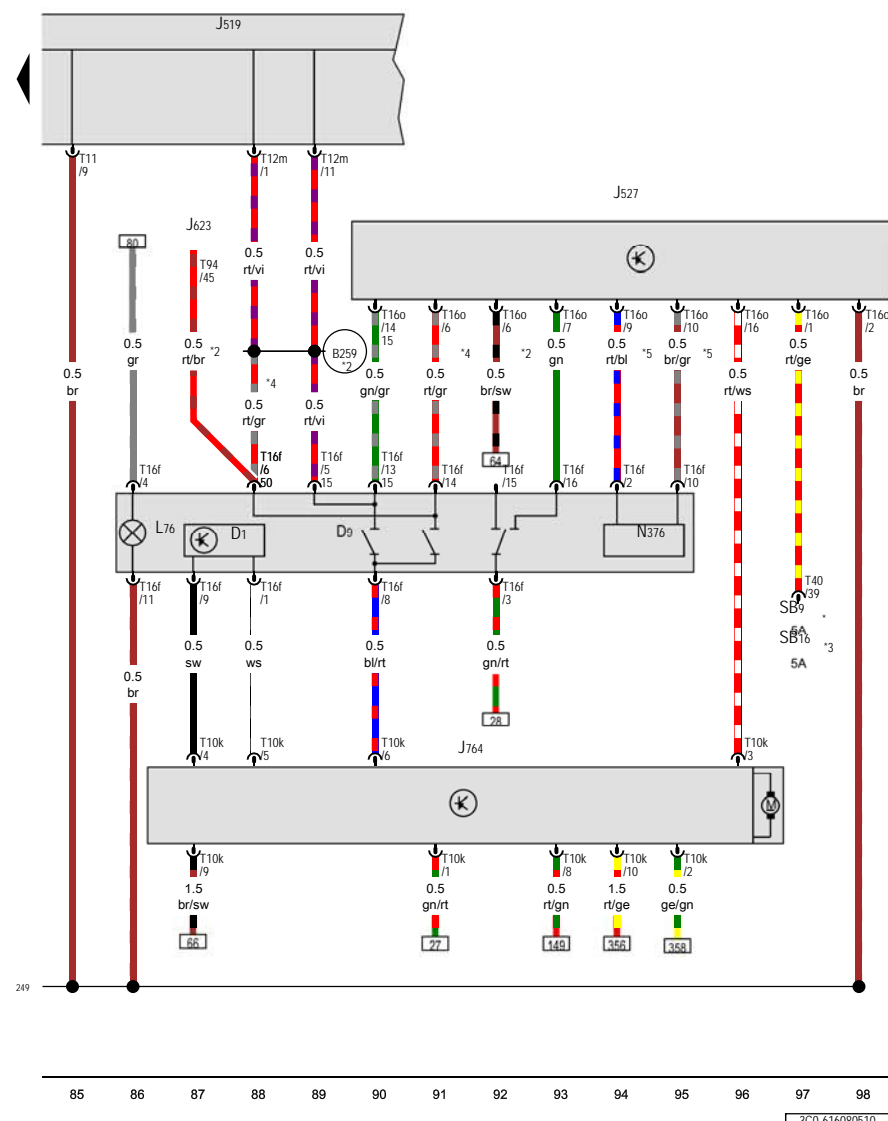 J519
T11 /9
T12m /1
T12m /11
J527
J623
80
T94 /45
0.5 rt/vi
0.5 rt/vi
T16o /14 15
T16o /6
T16o /6
T16o /7
T16o /9
T16o /10
T16o /16
T16o /1
T16o /2
0.5 gr
0.5 rt/br
*2
B259 *2
*4
*2
0.5 gn
0.5 rt/bl
*5
0.5 br/gr
*5
0.5 rt/ge
0.5 br
*4
0.5 gn/gr
0.5 rt/gr
0.5 br/sw
0.5 rt/ws
0.5 br
0.5 rt/gr
0.5 rt/vi
64
T16f /4
T16f /6 50
T16f /5 15
T16f /13 15
T16f /14
T16f /15
T16f /16
T16f /2
T16f /10
L76
D1
D9
N376
T16f /11
T16f /9
T16f /1
T16f /8
T16f /3
T40 /39
SB9 *
5A
SB16 *3
5A
0.5 br
0.5 sw
0.5 ws
0.5 bl/rt
0.5 gn/rt
28
T10k /4
T10k /5
T10k /6
J764
T10k /3
M
T10k /9
T10k /1
T10k /8
T10k /10
T10k /2
1.5 br/sw
0.5 gn/rt
0.5 rt/gn
1.5 rt/ge
0.5 ge/gn
66
27
149
356
358
249
85 86 87 88 89 90 91 92 93 94 95 96 97 98
3C0-616080510